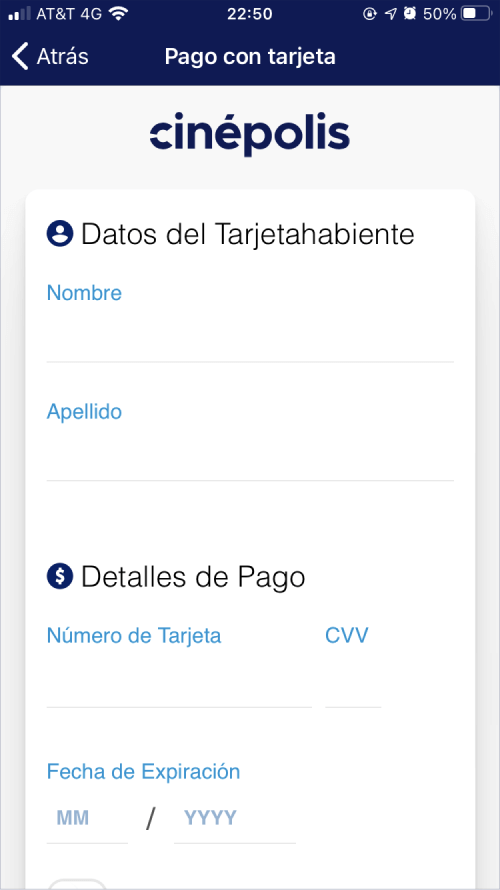 AT&T 4G 22:50 50%
Atrás Pago con tarjeta
cinépolis
Datos del Tarjetahabiente
Nombre
Apellido
$ Detalles de Pago
Número de Tarjeta CVV
Fecha de Expiración
MM / YYYY